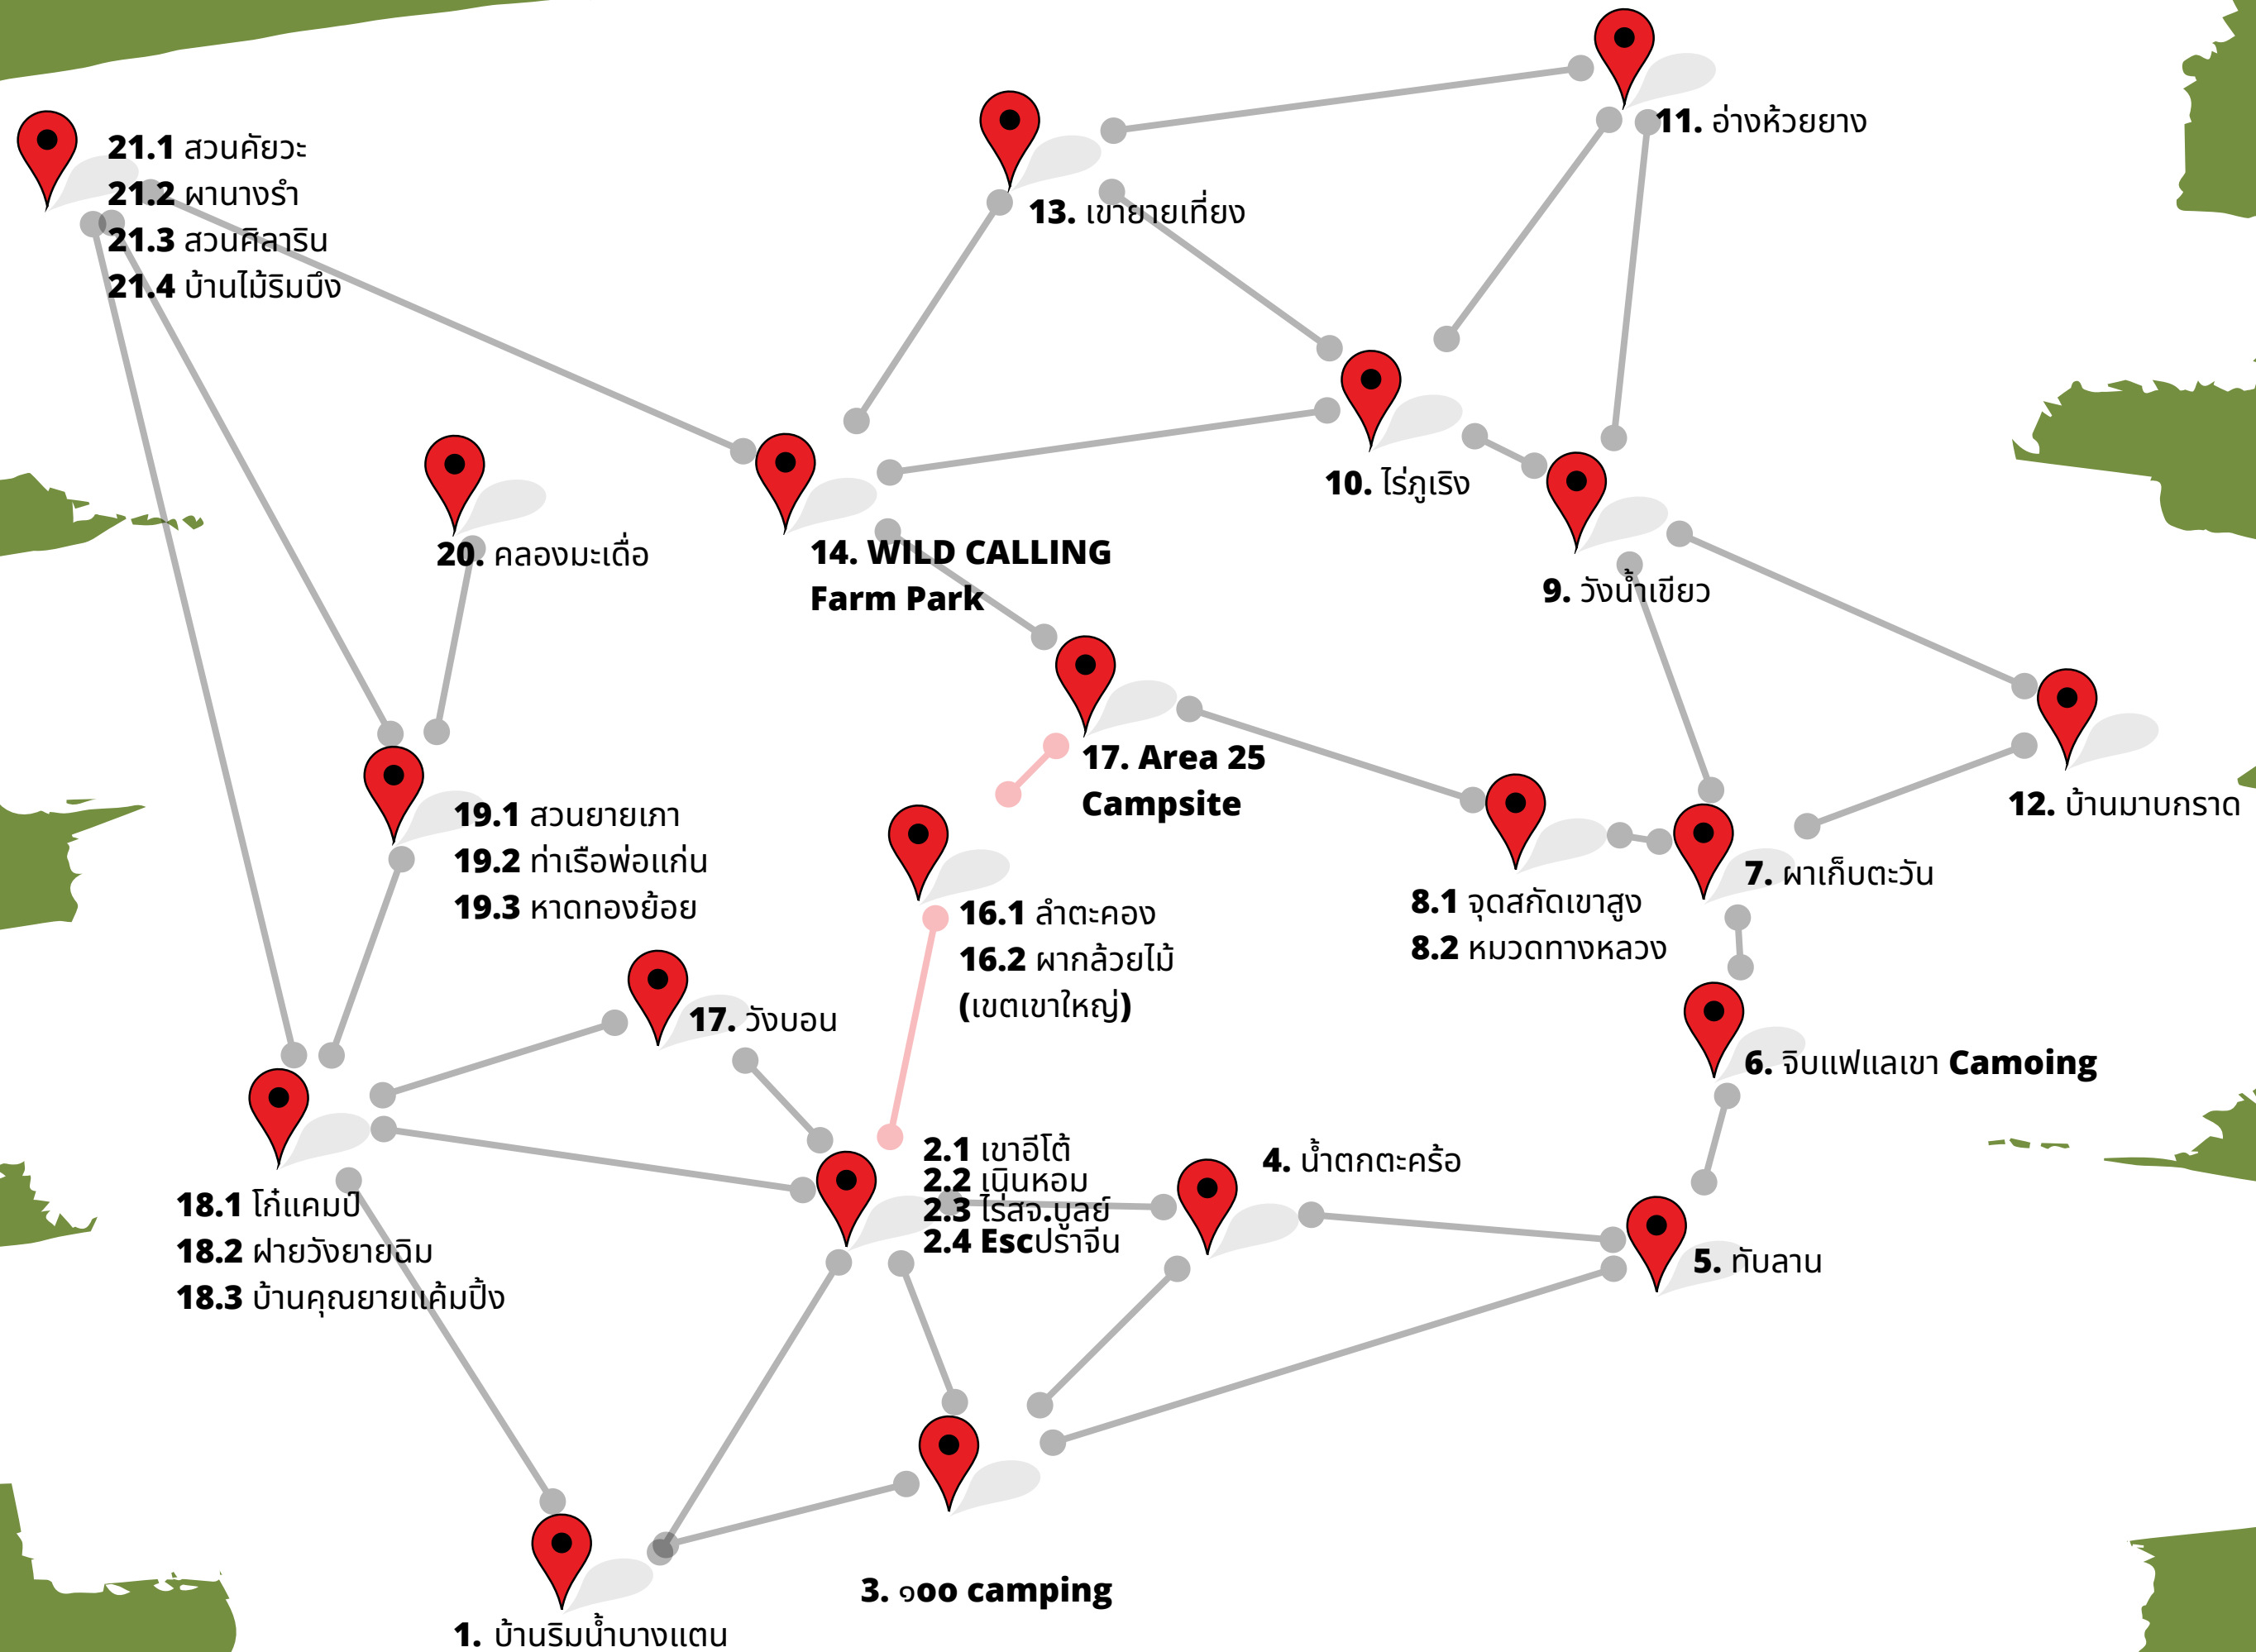 11. อ่างห้วยยาง
21.1 สวนคัยวะ
21.2 ผานางรำ
21.3 สวนศิลาริน
21.4 บ้านไม้ริมบึง
13. เขายายเที่ยง
10. ไร่ภูเริง
20. คลองมะเดื่อ
14. WILD CALLING
Farm Park
9. วังน้ำเขียว
17. Area 25
Campsite
12. บ้านมาบกราด
19.1 สวนยายเภา
19.2 ท่าเรือพ่อแก่น
19.3 หาดทองย้อย
16.1 ลำตะคอง
16.2 ผากล้วยไม้
(เขตเขาใหญ่)
8.1 จุดสกัดเขาสูง
8.2 หมวดทางหลวง
7. ผาเก็บตะวัน
17. วังบอน
6. จิบแฟแลเขา Camoing
2.1 เขาอีโต้
2.2 เนินหอม
2.3 ไร่สจ.บูลย์
2.4 Escปราจีน
4. น้ำตกตะคร้อ
18.1 โก๋แคมป์
18.2 ฝายวังยายฉิม
18.3 บ้านคุณยายแค้มปิ้ง
5. ทับลาน
3. ๑oo camping
1. บ้านริมน้ำบางแตน